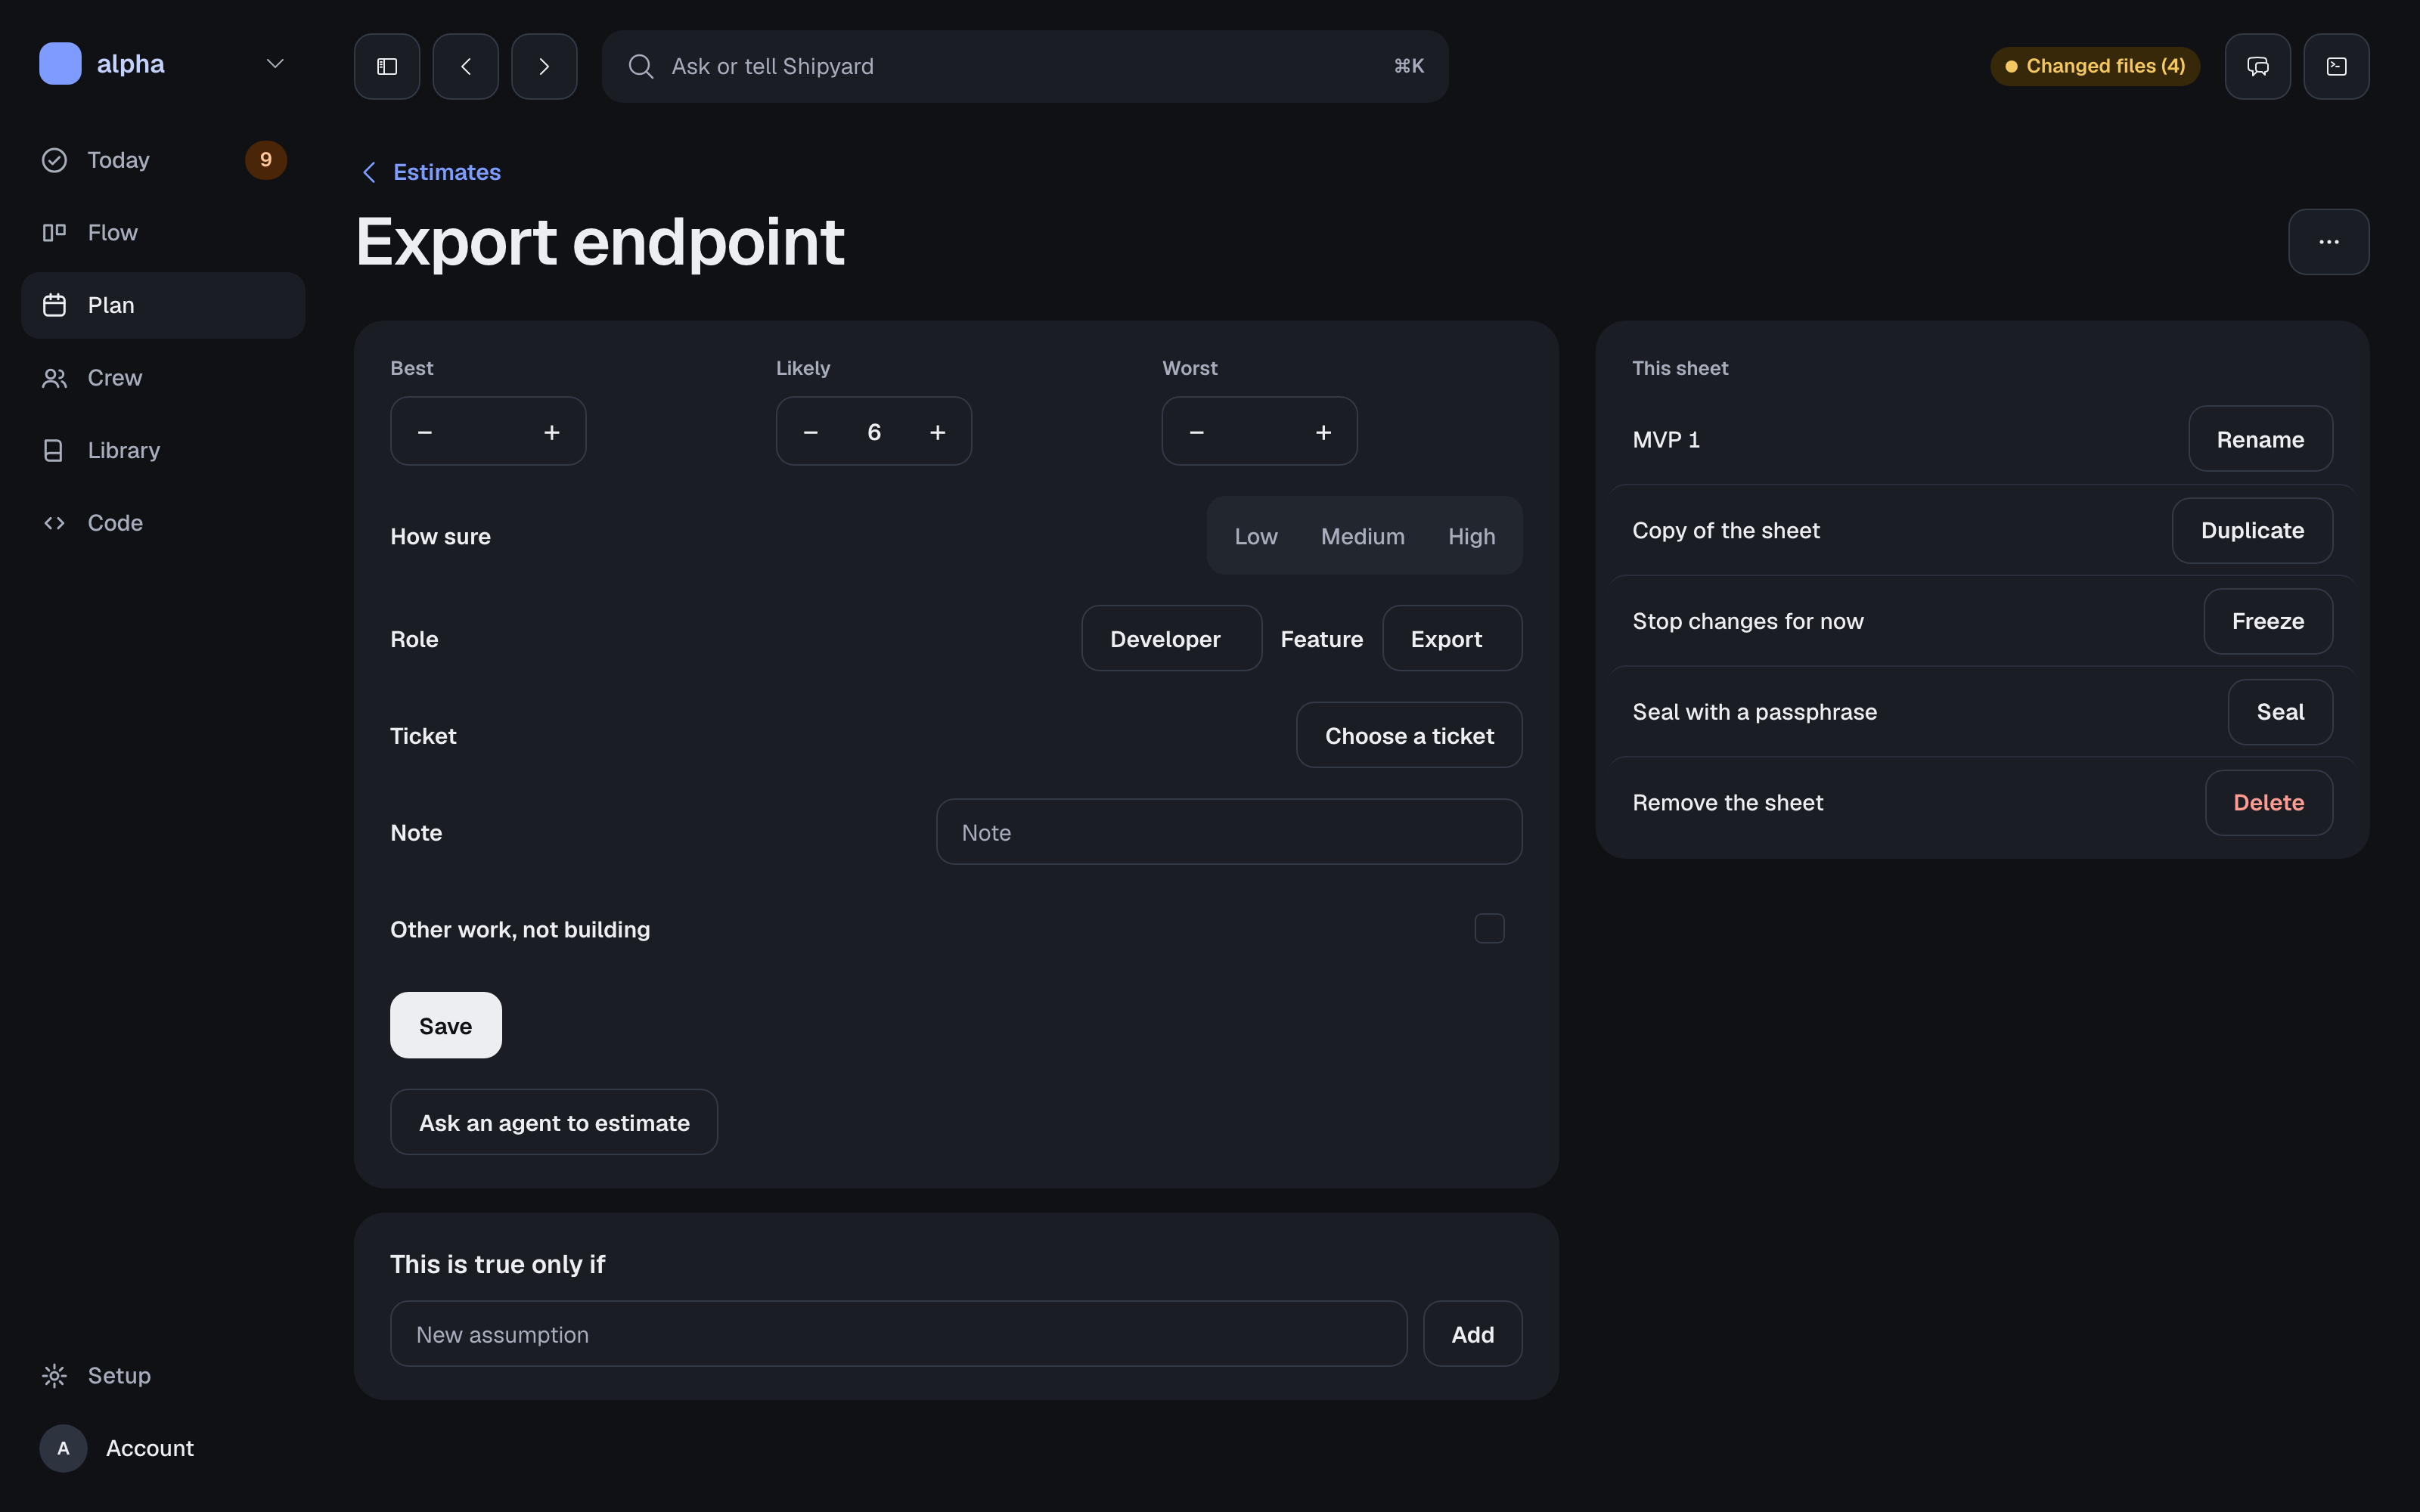 alpha
Ask or tell Shipyard ⌘K
Changed files (4)
Today 9
Flow
Plan
Crew
Library
Code
Setup
A Account
Estimates
Export endpoint
Best Likely Worst
− + − 6 + − +
How sure Low Medium High
Role Developer Feature Export
Ticket Choose a ticket
Note Note
Other work, not building
Save
Ask an agent to estimate
This is true only if
New assumption Add
This sheet
MVP 1 Rename
Copy of the sheet Duplicate
Stop changes for now Freeze
Seal with a passphrase Seal
Remove the sheet Delete